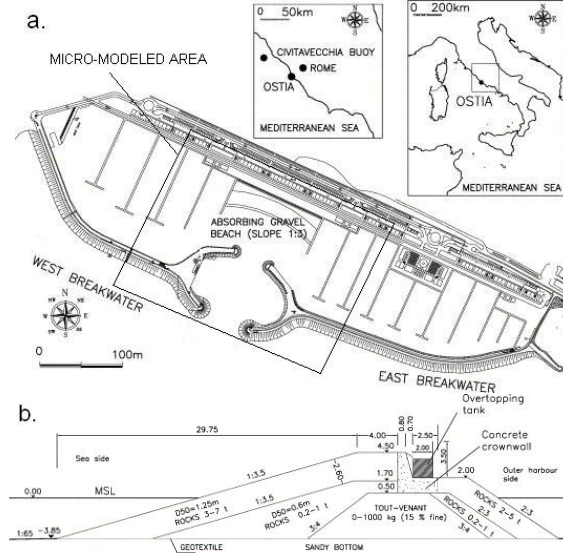 a.
0 50km
CIVITAVECCHIA BUOY
ROME
OSTIA
MEDITERRANEAN SEA
0 200km
OSTIA
MEDITERRANEAN SEA
MICRO-MODELED AREA
ABSORBING GRAVEL
BEACH (SLOPE 1:3)
WEST BREAKWATER
N
W E
S
0 100m
EAST BREAKWATER
b.
Overtopping
tank
Concrete
crownwall
29.75
4.00
0.80
0.70
2.50
2.00
4.50
3.50
Sea side
1.70
0.50
2.00
Outer harbour
side
1:3.5
2.60
0.00
MSL
1:3.5
D50=1.25m
ROCKS 3-7 t
D50=0.6m
ROCKS 0.2-1 t
3:4
TOUT-VENANT
0-1000 kg (15 % fine)
2:3
ROCKS 0.2-1 t
3:4
ROCKS 2-5 t
2:3
1:65
-3.85
GEOTEXTILE
SANDY BOTTOM